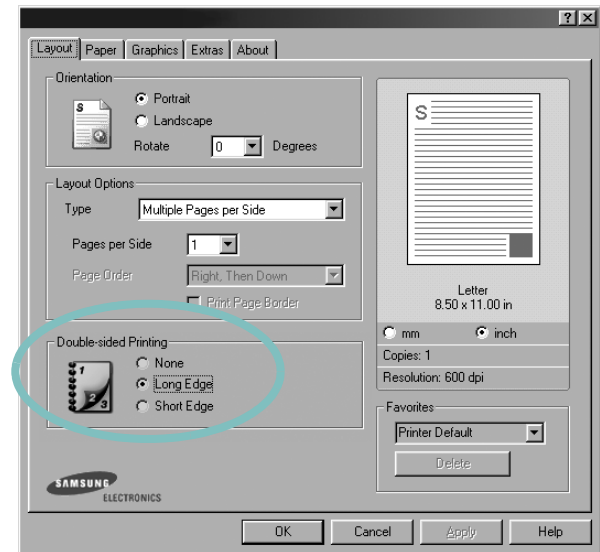 ? X
Layout Paper Graphics Extras About
Orientation
S
Portrait
Landscape
Rotate 0 Degrees
Layout Options
Type Multiple Pages per Side
Pages per Side 1
Page Order Right, Then Down
Print Page Border
Double-sided Printing
1
2
3
None
Long Edge
Short Edge
SAMSUNG
ELECTRONICS
S
Letter
8.50 x 11.00 in
mm inch
Copies: 1
Resolution: 600 dpi
Favorites
Printer Default
Delete
OK Cancel Apply Help